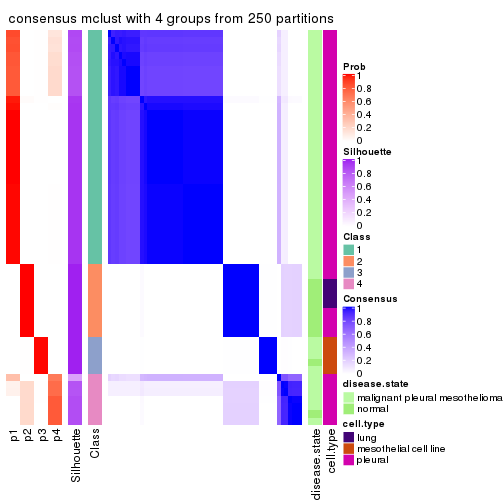 consensus mclust with 4 groups from 250 partitions
Prob
1
0.8
0.6
0.4
0.2
0
Silhouette
1
0.8
0.6
0.4
0.2
0
Class
1
2
3
4
Consensus
1
0.8
0.6
0.4
0.2
0
disease.state
malignant pleural mesothelioma
normal
cell.type
lung
mesothelial cell line
pleural
p1
p2
p3
p4
Silhouette
Class
disease.state
cell.type